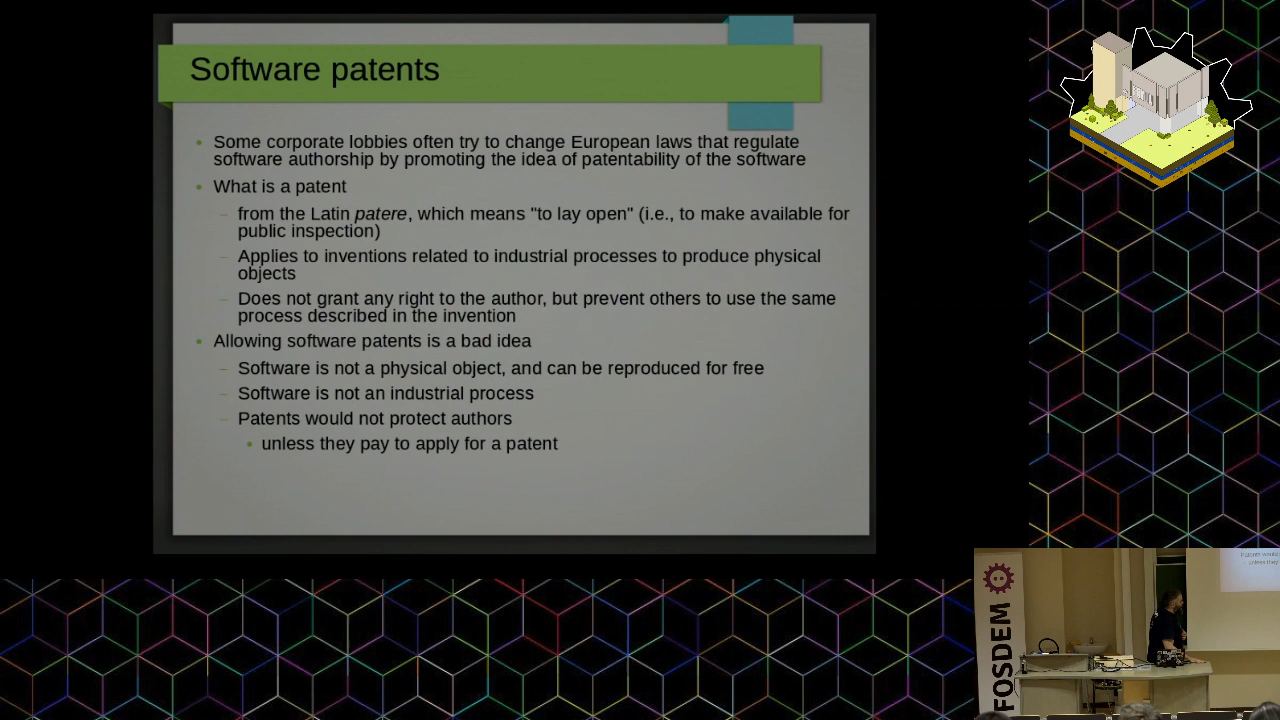 Software patents
Some corporate lobbies often try to change European laws that regulate
software authorship by promoting the idea of patentability of the software
What is a patent
from the Latin patere, which means "to lay open" (i.e., to make available for
public inspection)
Applies to inventions related to industrial processes to produce physical
objects
Does not grant any right to the author, but prevent others to use the same
process described in the invention
Allowing software patents is a bad idea
Software is not a physical object, and can be reproduced for free
Software is not an industrial process
Patents would not protect authors
unless they pay to apply for a patent
FOSDEM
Patents would
unless they